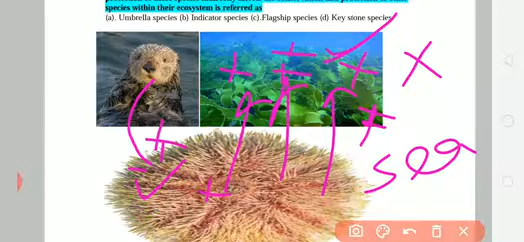 species within their ecosystem is referred as
(a). Umbrella species (b) Indicator species (c).Flagship species (d) Key stone species
sea